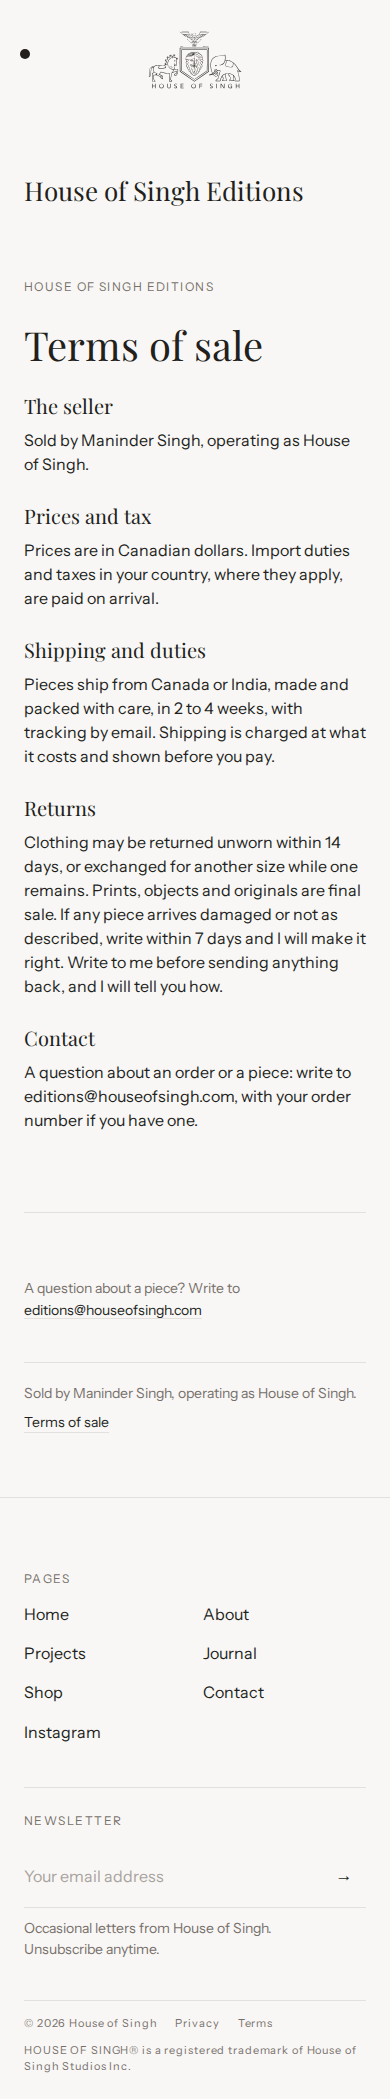 HOUSE OF SINGH
House of Singh Editions
HOUSE OF SINGH EDITIONS
Terms of sale
The seller
Sold by Maninder Singh, operating as House
of Singh.
Prices and tax
Prices are in Canadian dollars. Import duties
and taxes in your country, where they apply,
are paid on arrival.
Shipping and duties
Pieces ship from Canada or India, made and
packed with care, in 2 to 4 weeks, with
tracking by email. Shipping is charged at what
it costs and shown before you pay.
Returns
Clothing may be returned unworn within 14
days, or exchanged for another size while one
remains. Prints, objects and originals are final
sale. If any piece arrives damaged or not as
described, write within 7 days and I will make it
right. Write to me before sending anything
back, and I will tell you how.
Contact
A question about an order or a piece: write to
editions@houseofsingh.com, with your order
number if you have one.
A question about a piece? Write to
editions@houseofsingh.com
Sold by Maninder Singh, operating as House of Singh.
Terms of sale
PAGES
Home
About
Projects
Journal
Shop
Contact
Instagram
NEWSLETTER
Your email address →
Occasional letters from House of Singh.
Unsubscribe anytime.
© 2026 House of Singh Privacy Terms
HOUSE OF SINGH® is a registered trademark of House of
Singh Studios Inc.